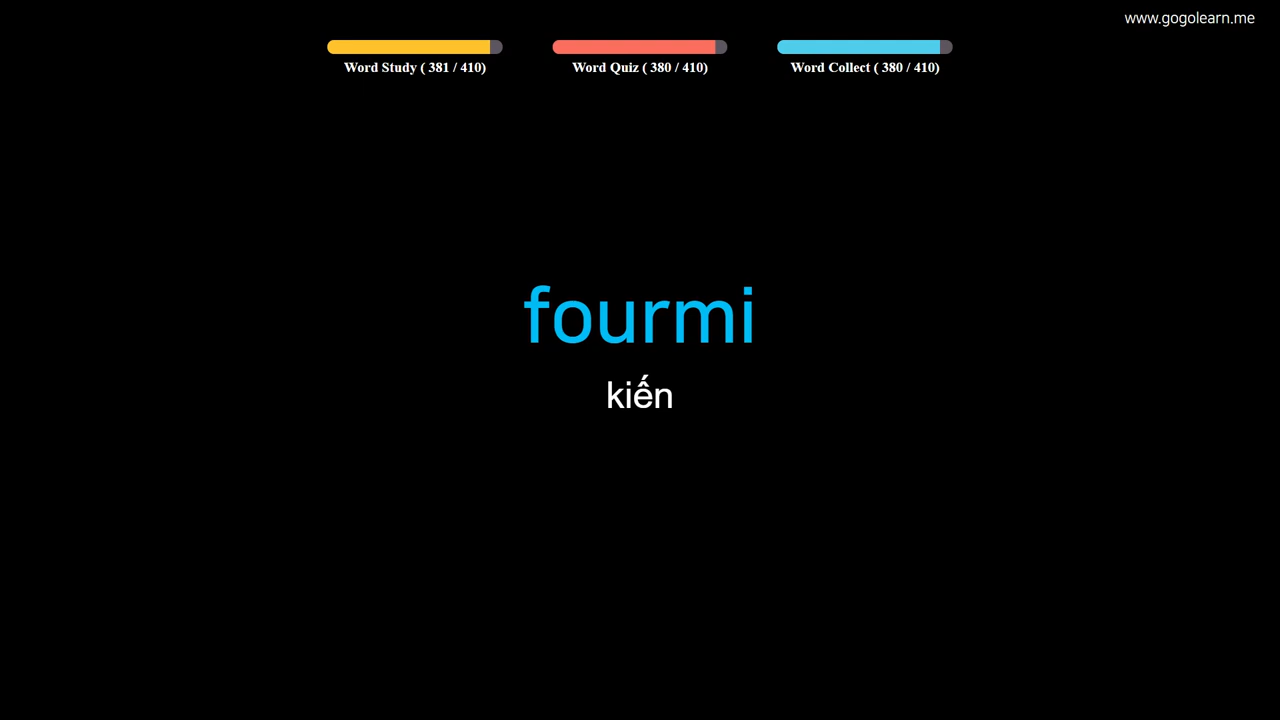 www.gogolearn.me
Word Study ( 381 / 410)
Word Quiz ( 380 / 410)
Word Collect ( 380 / 410)
fourmi
kiến